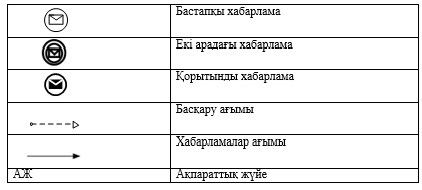 Бастапқы хабарлама
Екі арадағы хабарлама
Қорытынды хабарлама
Басқару ағымы
Хабарламалар ағымы
АЖ Ақпараттық жүйе